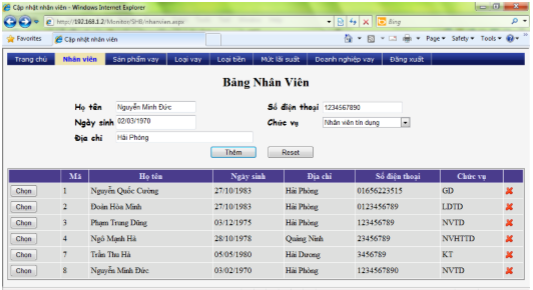 Cập nhật nhân viên - Windows Internet Explorer
http://192.168.1.2/Monitor/SHB/nhanvien.aspx
Bing
Favorites Cập nhật nhân viên
Page Safety Tools
Trang chủ Nhân viên Sản phẩm vay Loại vay Loại tiền Mức lãi suất Doanh nghiệp vay Đăng xuất
Bảng Nhân Viên
Họ tên Nguyễn Minh Đức Số điện thoại 1234567890
Ngày sinh 02/03/1970 Chức vụ Nhân viên tín dụng
Địa chỉ Hải Phòng
Thêm Reset
Mã Họ tên Ngày sinh Địa chỉ Số điện thoại Chức vụ
Chọn 1 Nguyễn Quốc Cường 27/10/1983 Hải Phòng 01656223515 GD
Chọn 2 Đoàn Hòa Minh 27/10/1983 Hải Phòng 0123456789 LDTD
Chọn 3 Phạm Trung Dũng 03/12/1975 Hải Phòng 123456789 NVTD
Chọn 4 Ngô Mạnh Hà 28/10/1978 Quảng Ninh 23456789 NVHTTD
Chọn 7 Trần Thu Hà 05/05/1980 Hải Dương 3456789 KT
Chọn 8 Nguyễn Minh Đức 03/02/1970 Hải Phòng 1234567890 NVTD